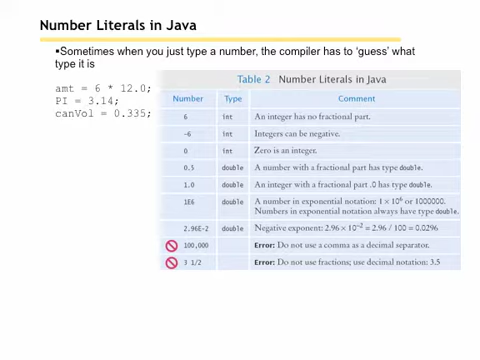 Number Literals in Java
▪Sometimes when you just type a number, the compiler has to ‘guess’ what
type it is
amt = 6 * 12.0;
PI = 3.14;
canVol = 0.335;
Table 2 Number Literals in Java
Number Type Comment
6 int An integer has no fractional part.
-6 int Integers can be negative.
0 int Zero is an integer.
0.5 double A number with a fractional part has type double.
1.0 double An integer with a fractional part .0 has type double.
1E6 double A number in exponential notation: 1 × 10⁶ or 1000000.
Numbers in exponential notation always have type double.
2.96E-2 double Negative exponent: 2.96 × 10⁻² = 2.96 / 100 = 0.0296
100,000 Error: Do not use a comma as a decimal separator.
3 1/2 Error: Do not use fractions; use decimal notation: 3.5